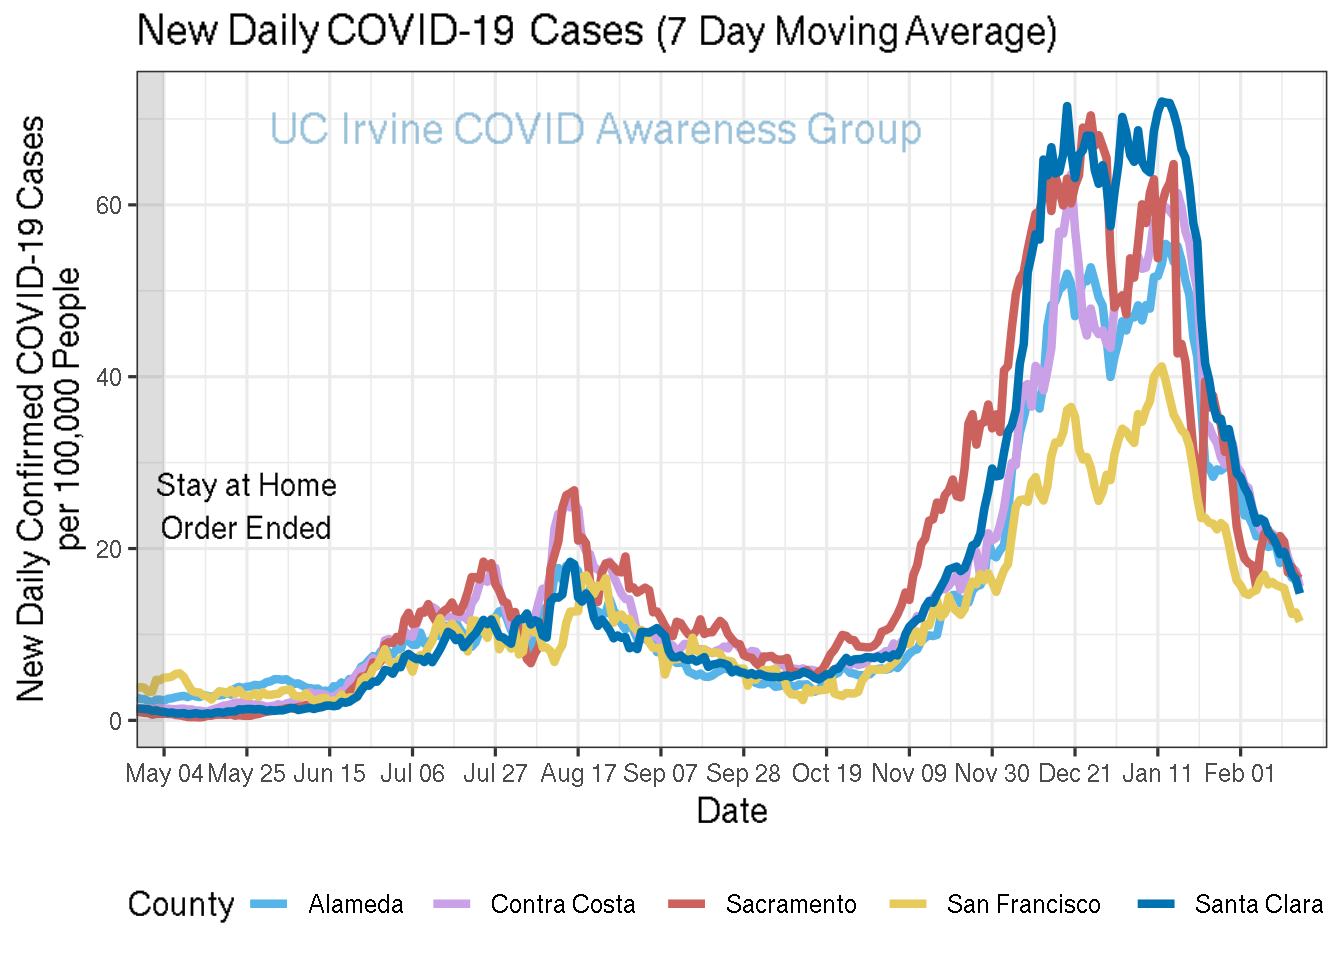 New Daily COVID-19 Cases (7 Day Moving Average)
UC Irvine COVID Awareness Group
New Daily Confirmed COVID-19 Cases
per 100,000 People
60
40
20
0
Stay at Home
Order Ended
May 04 May 25 Jun 15 Jul 06 Jul 27 Aug 17 Sep 07 Sep 28 Oct 19 Nov 09 Nov 30 Dec 21 Jan 11 Feb 01
Date
County Alameda Contra Costa Sacramento San Francisco Santa Clara